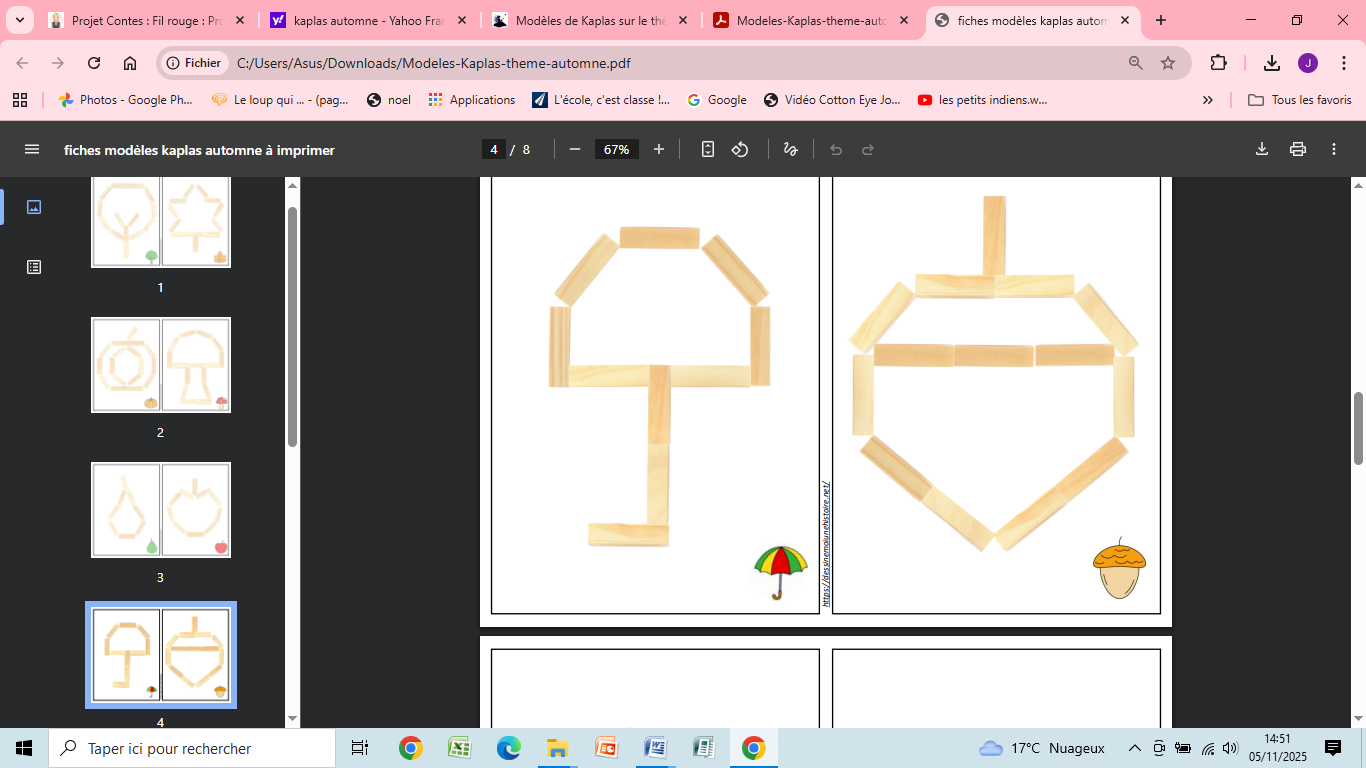 Projet Contes : Fil rouge : Pre
kaplas automne - Yahoo Fran
Modèles de Kaplas sur le thè
Modeles-Kaplas-theme-auto
fiches modèles kaplas autom
Fichier
C:/Users/Asus/Downloads/Modeles-Kaplas-theme-automne.pdf
J
Photos - Google Ph...
Le loup qui ... - (pag...
noel
Applications
L'école, c'est classe !...
Google
Vidéo Cotton Eye Jo...
les petits indiens.w...
»
Tous les favoris
fiches modèles kaplas automne à imprimer
4 / 8
67%
1
2
3
4
https://dessinemoiunehistoire.net/
Taper ici pour rechercher
17°C Nuageux
14:51
05/11/2025